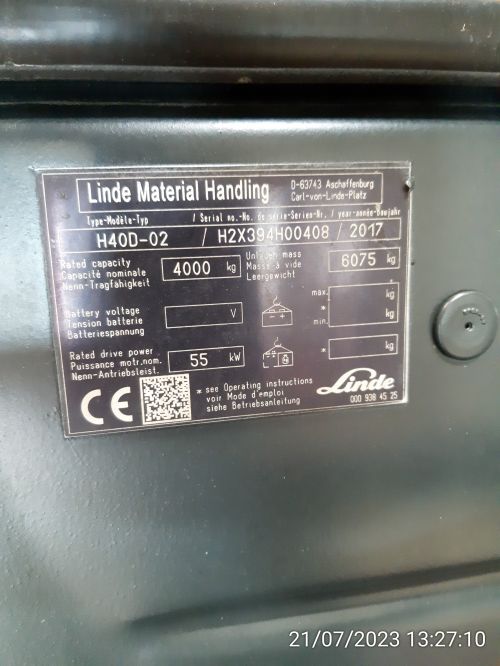 Linde Material Handling
D-63743 Aschaffenburg
Carl-von-Linde-Platz
Type-Modèle-Typ / Serial no.-No. de série-Serien-Nr. / year-année-Baujahr
H40D-02 / H2X394H00408 / 2017
Rated capacity
Capacité nominale
Nenn-Tragfähigkeit
4000 kg
Unladen mass
Masse à vide
Leergewicht
6075 kg
Battery voltage
Tension batterie
Batteriespannung
V
max. kg
*
min. kg
Rated drive power
Puissance motr.nom.
Nenn-Antriebsleist.
55 kW
* kg
CE
* see Operating instructions
voir Mode d'emploi
siehe Betriebsanleitung
Linde
000 938 45 25
21/07/2023 13:27:10